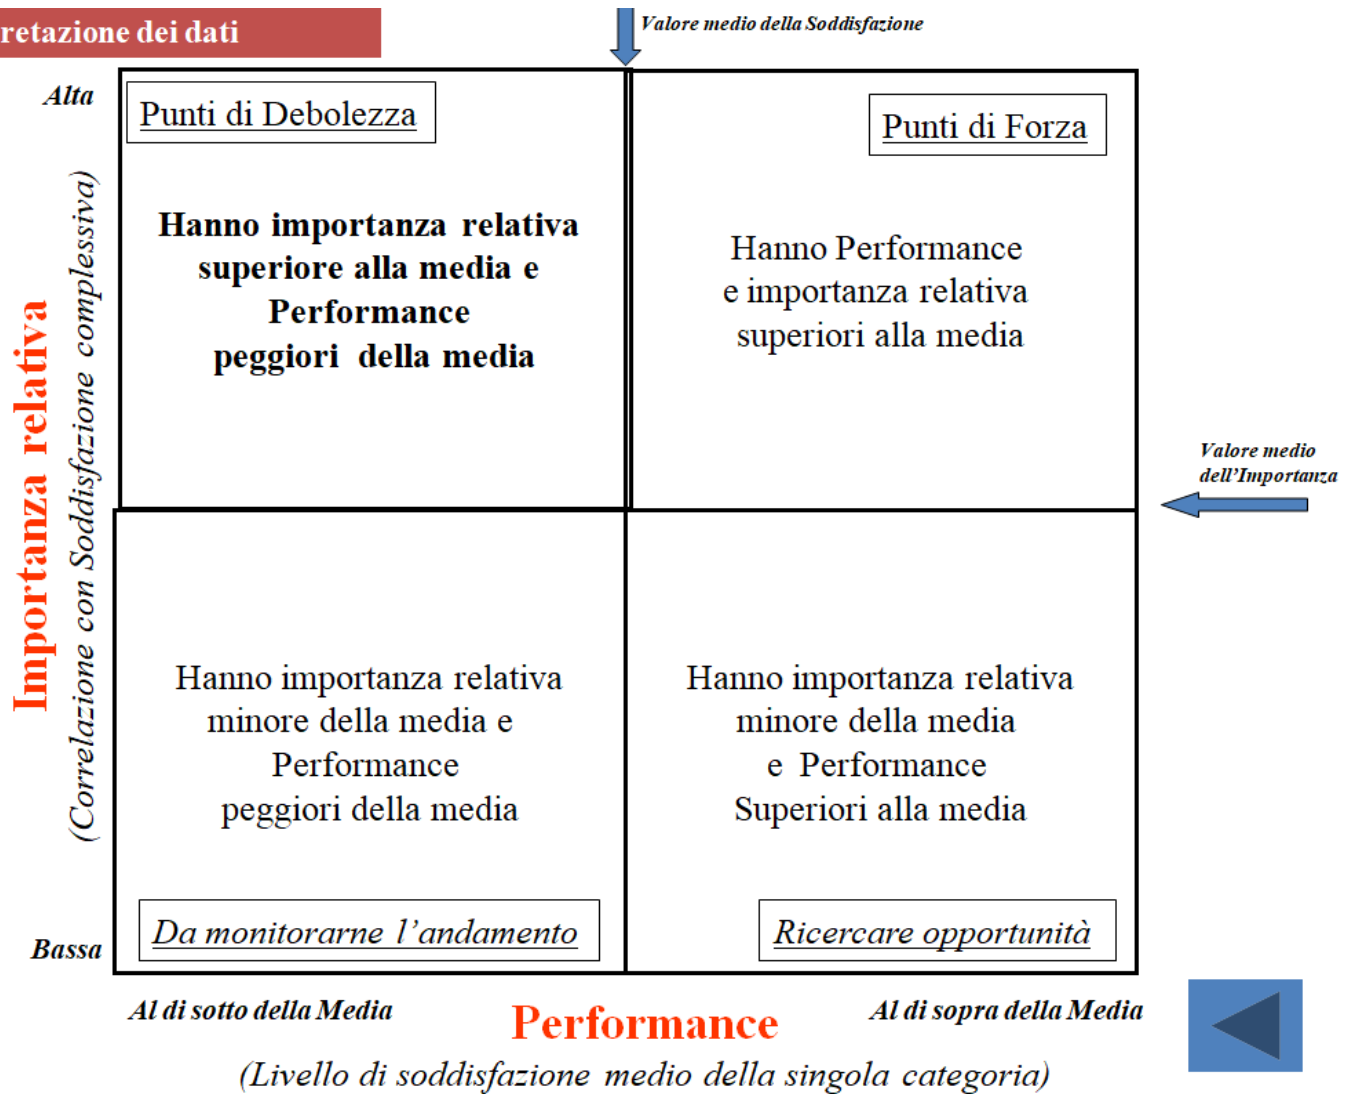 retazione dei dati
Valore medio della Soddisfazione
Alta
Punti di Debolezza
Punti di Forza
Hanno importanza relativa
superiore alla media e
Performance
peggiori della media
Hanno Performance
e importanza relativa
superiori alla media
Importanza relativa
(Correlazione con Soddisfazione complessiva)
Valore medio
dell'Importanza
Hanno importanza relativa
minore della media e
Performance
peggiori della media
Hanno importanza relativa
minore della media
e Performance
Superiori alla media
Da monitorarne l'andamento
Ricercare opportunità
Bassa
Al di sotto della Media
Performance
Al di sopra della Media
(Livello di soddisfazione medio della singola categoria)